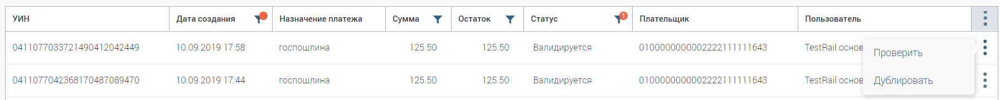 УИН Дата создания Назначение платежа Сумма Остаток Статус 1 Плательщик Пользователь
0411077033721490412042449 10.09.2019 17:58 госпошлина 125.50 125.50 Валидируется 0100000000002222111111643 TestRail основ
Проверить
0411077042368170487089470 10.09.2019 17:44 госпошлина 125.50 125.50 Валидируется 0100000000002222111111643 TestRail основ
Дублировать